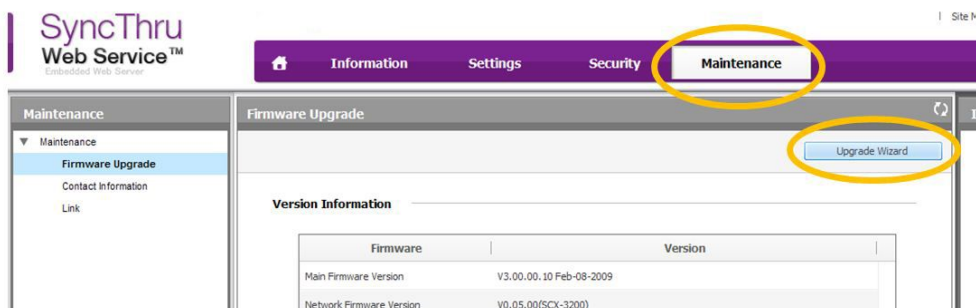 Site M
SyncThru
Web Service™
Embedded Web Server
Information Settings Security Maintenance
Maintenance
Firmware Upgrade
Maintenance
Firmware Upgrade
Contact Information
Link
Upgrade Wizard
Version Information
Firmware Version
Main Firmware Version V3.00.00.10 Feb-08-2009
Network Firmware Version V0.05.00(SCX-3200)